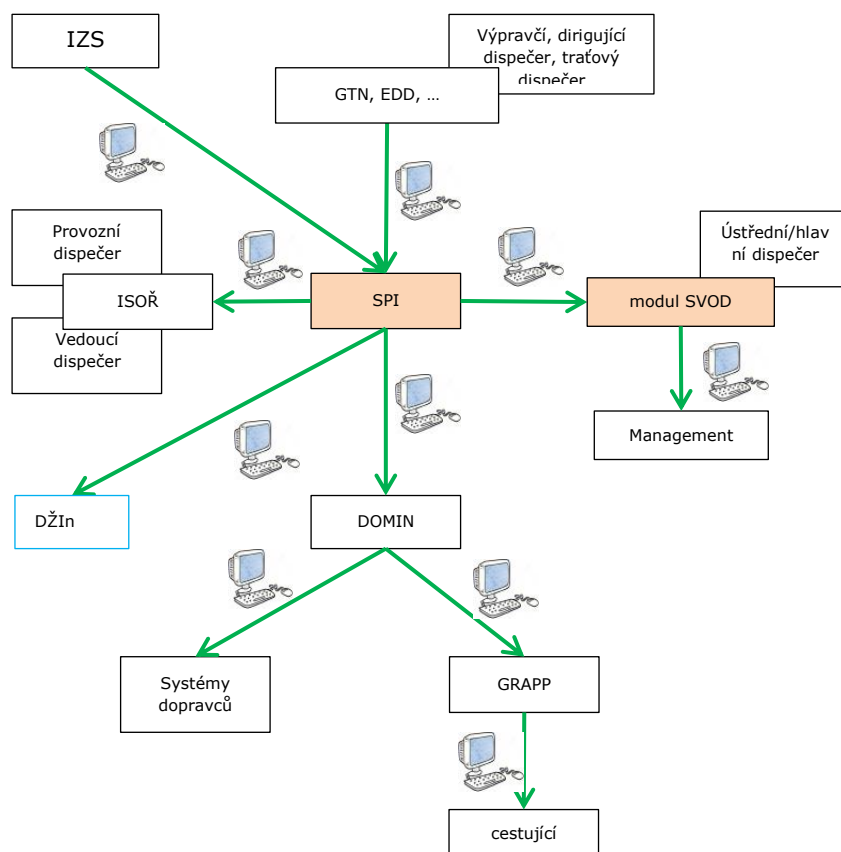 IZS
Výpravčí, dirigující
dispečer, traťový
dispečer
GTN, EDD, …
Provozní
dispečer
ISOŘ
Vedoucí
dispečer
SPI
modul SVOD
Ústřední/hlav
ní dispečer
Management
DŽIn
DOMIN
Systémy
dopravců
GRAPP
cestující